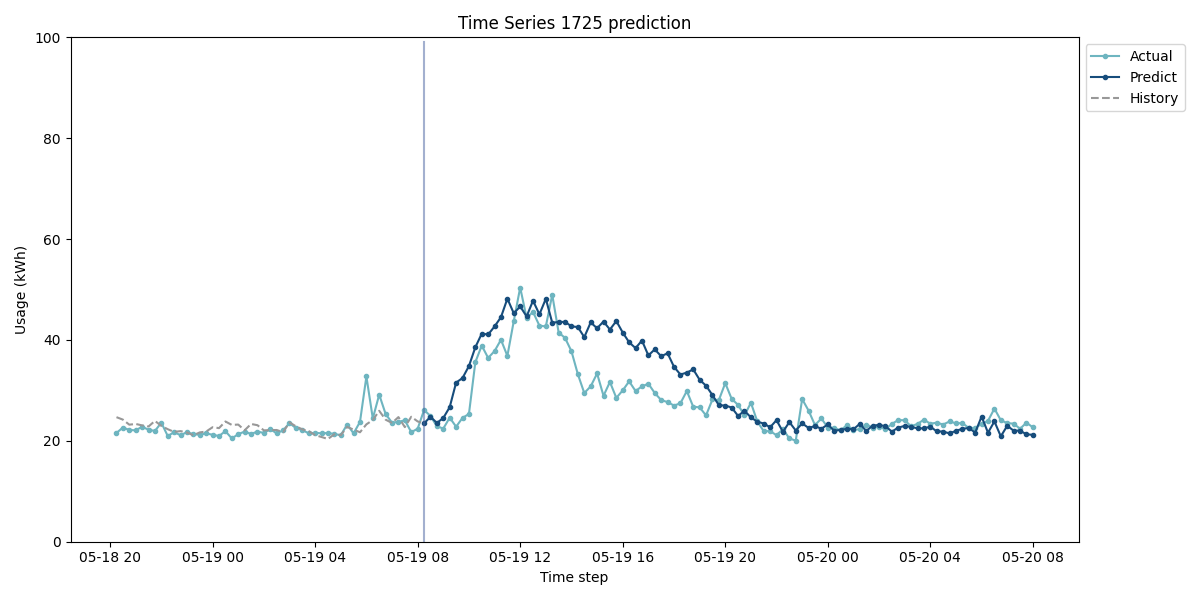 Time Series 1725 prediction
100
80
60
40
20
0
Usage (kWh)
05-18 20
05-19 00
05-19 04
05-19 08
05-19 12
05-19 16
05-19 20
05-20 00
05-20 04
05-20 08
Time step
Actual
Predict
History